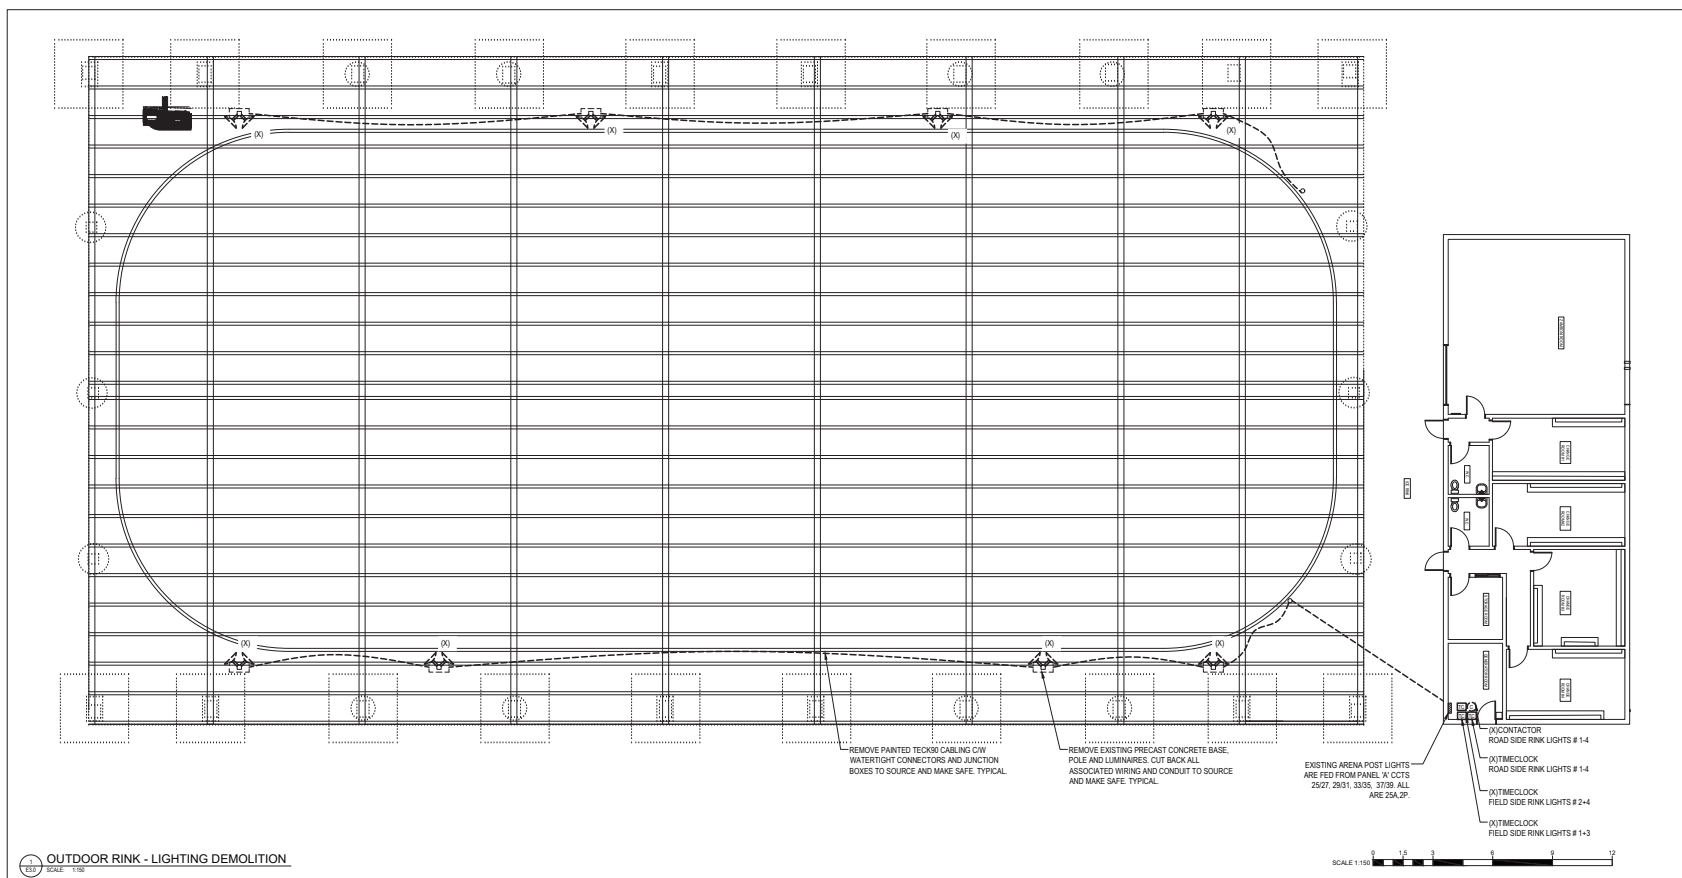 (X)
(X)
(X)
(X)
(X)
(X)
(X)
(X)
REMOVE PAINTED TECK90 CABLING C/W
WATERTIGHT CONNECTORS AND JUNCTION
BOXES TO SOURCE AND MAKE SAFE. TYPICAL.
REMOVE EXISTING PRECAST CONCRETE BASE,
POLE AND LUMINAIRES. CUT BACK ALL
ASSOCIATED WIRING AND CONDUIT TO SOURCE
AND MAKE SAFE. TYPICAL.
EXISTING ARENA POST LIGHTS
ARE FED FROM PANEL 'A' CCTS
25/27, 29/31, 33/35, 37/39. ALL
ARE 25A,2P.
(X)CONTACTOR
ROAD SIDE RINK LIGHTS # 1-4
(X)TIMECLOCK
ROAD SIDE RINK LIGHTS # 1-4
(X)TIMECLOCK
FIELD SIDE RINK LIGHTS # 2+4
(X)TIMECLOCK
FIELD SIDE RINK LIGHTS # 1+3
1
E3.0
OUTDOOR RINK - LIGHTING DEMOLITION
SCALE: 1:150
SCALE 1:150
0 1.5 3 6 9 12